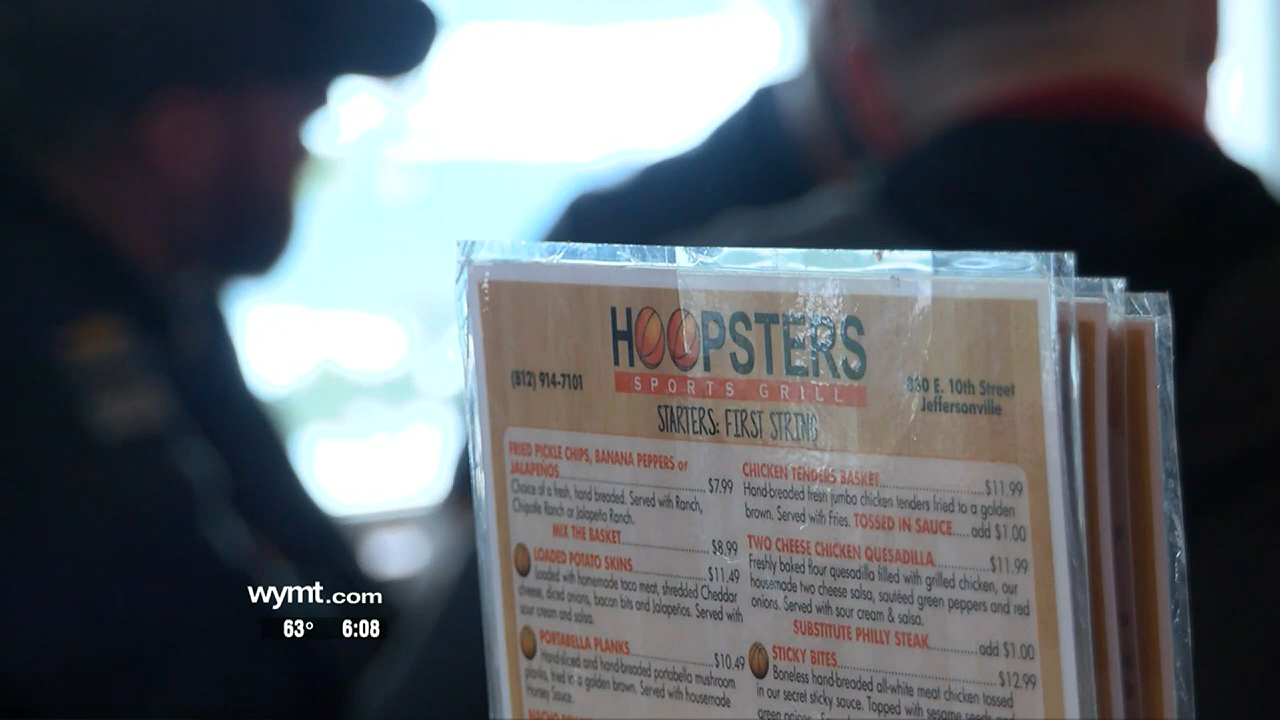 HOOPSTERS
SPORTS GRILL
(812) 914-7101
830 E. 10th Street
Jeffersonville
STARTERS: FIRST STRING
FRIED PICKLE CHIPS, BANANA PEPPERS or
JALAPEÑOS
$7.99
Choice of a fresh, hand breaded. Served with Ranch,
Chipotle Ranch or Jalapeño Ranch.
MIX THE BASKET
$8.99
LOADED POTATO SKINS
$11.49
Loaded with homemade taco meat, shredded Cheddar
cheese, diced onions, bacon bits and Jalapeños. Served with
sour cream and salsa.
PORTABELLA PLANKS
$10.49
Hand-sliced and hand-breaded portabella mushroom
planks, fried in a golden brown. Served with housemade
Horsey Sauce.
CHICKEN TENDERS BASKET
$11.99
Hand-breaded fresh jumbo chicken tenders fried to a golden
brown. Served with Fries. TOSSED IN SAUCE....add $1.00
TWO CHEESE CHICKEN QUESADILLA
$11.99
Freshly baked flour quesadilla filled with grilled chicken, our
housemade two cheese salsa, sautéed green peppers and red
onions. Served with sour cream & salsa.
SUBSTITUTE PHILLY STEAK
add $1.00
STICKY BITES
$12.99
Boneless hand-breaded all-white meat chicken tossed
in our secret sticky sauce. Topped with sesame seeds and
green onions.
wymt.com
63° 6:08